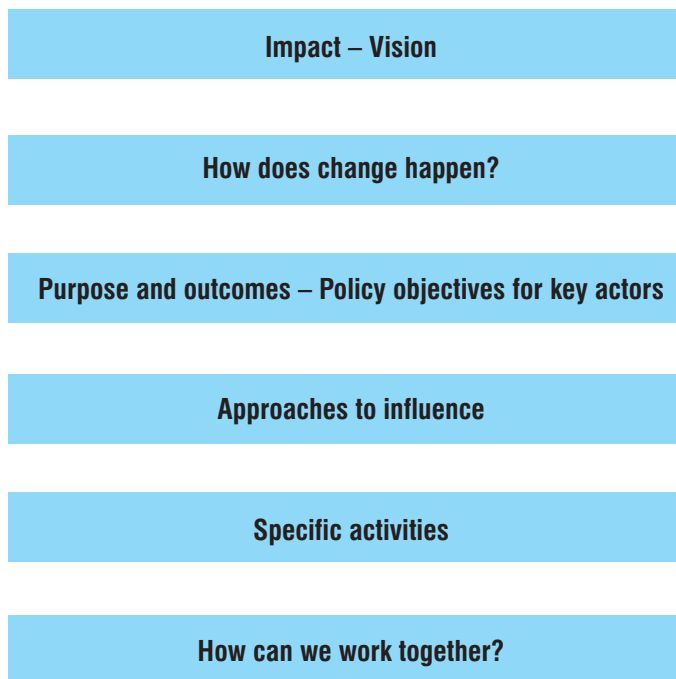 Impact – Vision
How does change happen?
Purpose and outcomes – Policy objectives for key actors
Approaches to influence
Specific activities
How can we work together?